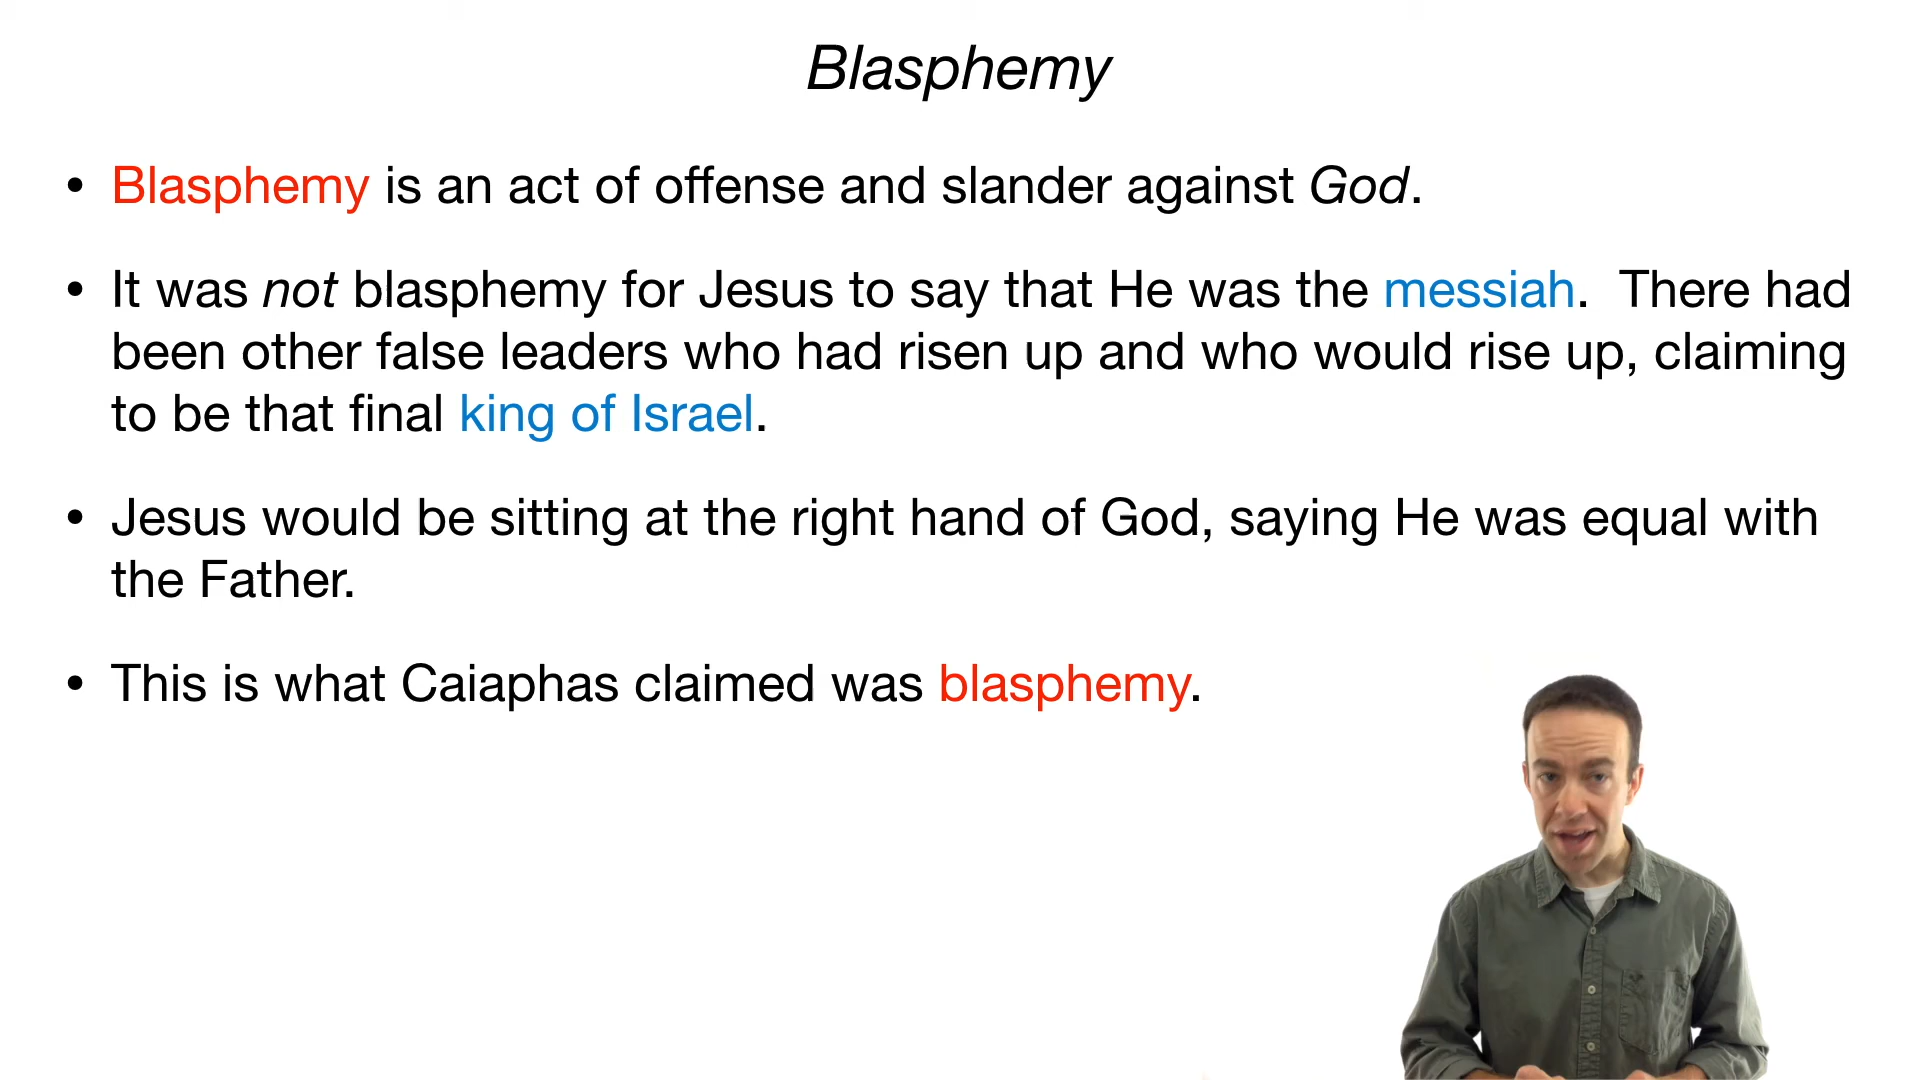 Blasphemy
• Blasphemy is an act of offense and slander against God.
• It was not blasphemy for Jesus to say that He was the messiah.  There had
been other false leaders who had risen up and who would rise up, claiming
to be that final king of Israel.
• Jesus would be sitting at the right hand of God, saying He was equal with
the Father.
• This is what Caiaphas claimed was blasphemy.